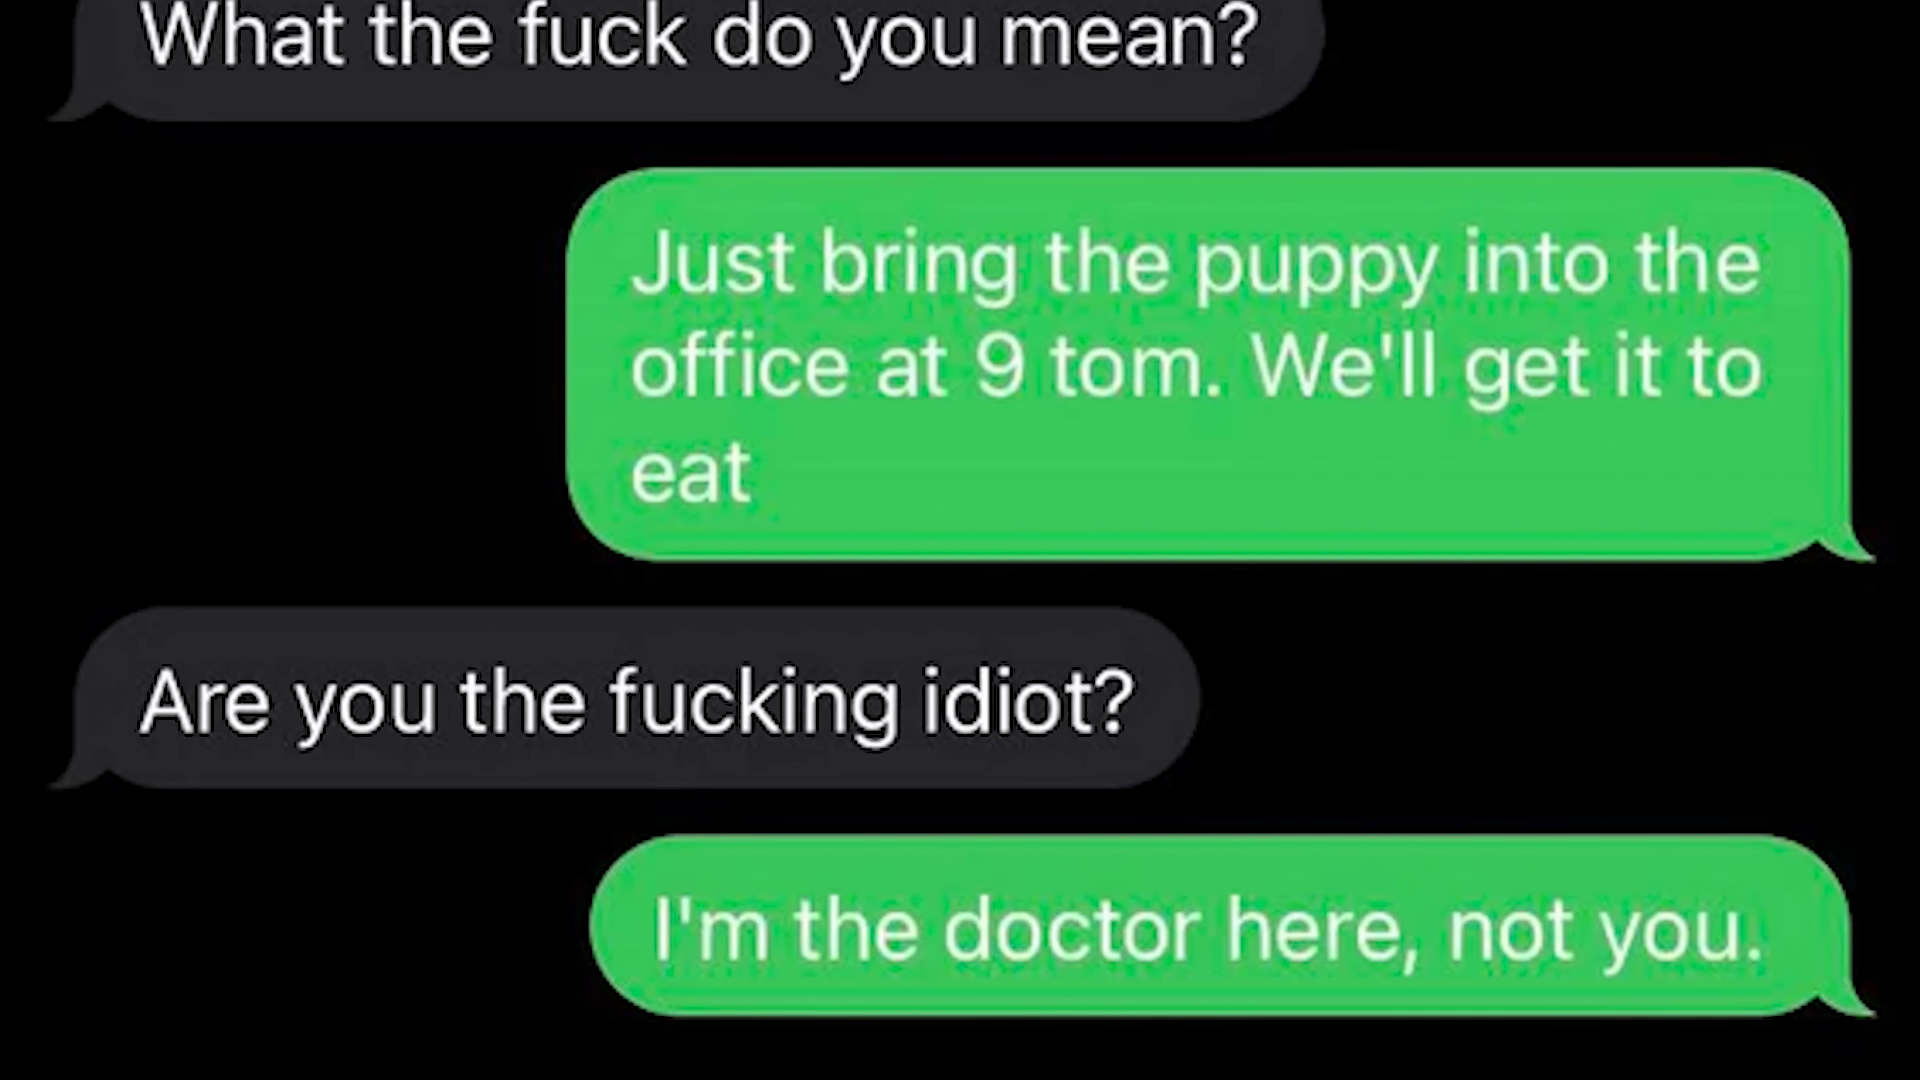 What the fuck do you mean?
Just bring the puppy into the
office at 9 tom. We'll get it to
eat
Are you the fucking idiot?
I'm the doctor here, not you.